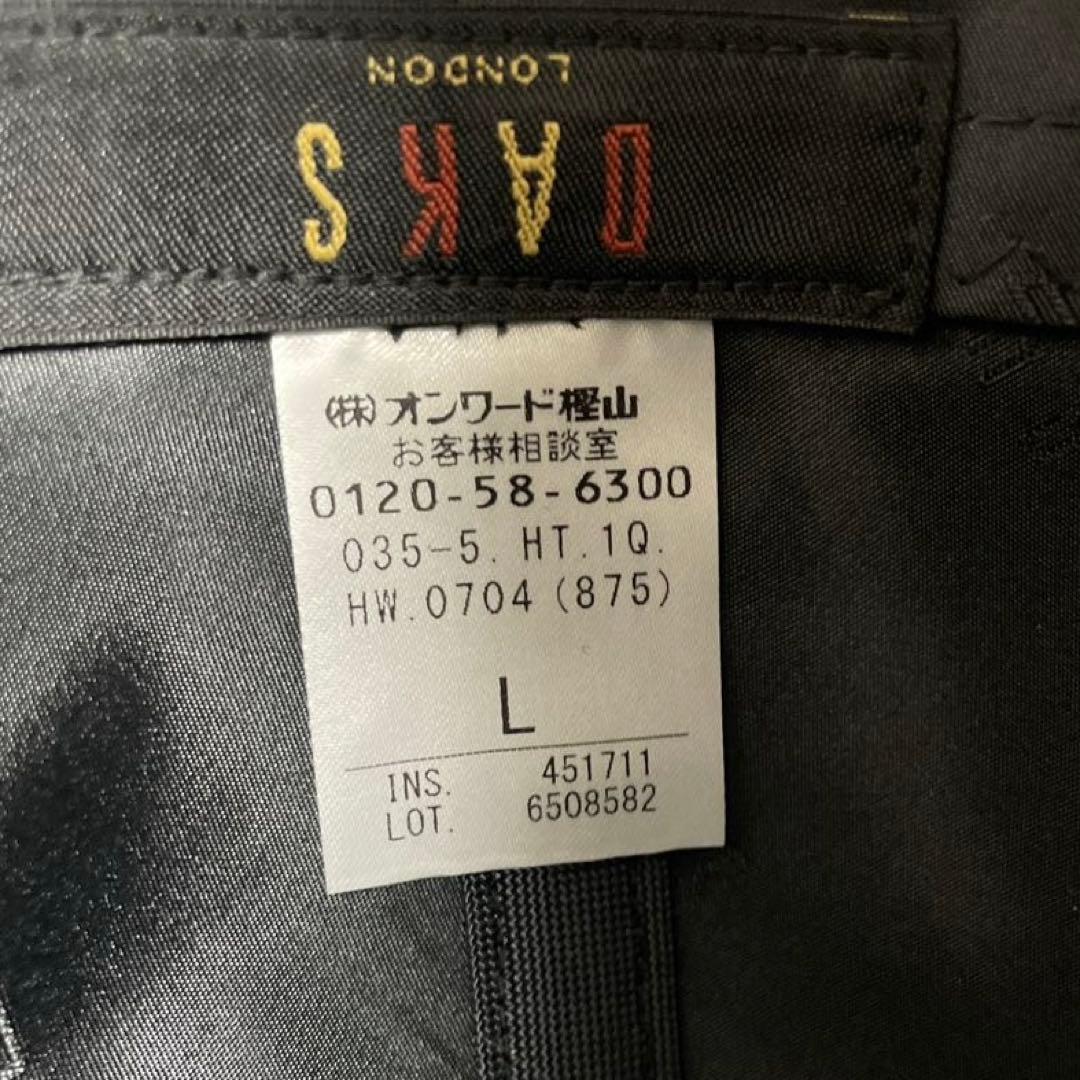 DAKS
LONDON
㈱オンワード樫山
お客様相談室
0120-58-6300
035-5. HT.1Q.
HW.0704 (875)
L
INS. 451711
LOT. 6508582